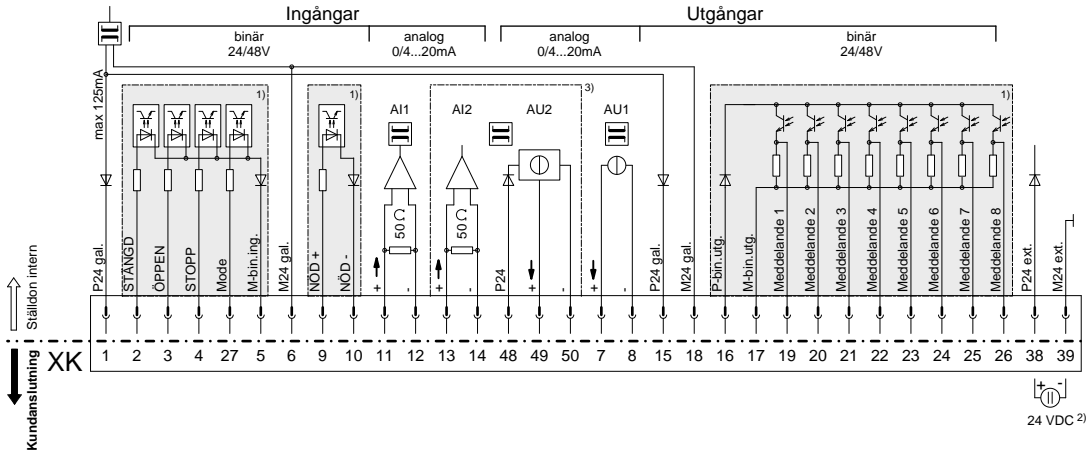 Ingångar
Utgångar
binär
24/48V
analog
0/4...20mA
analog
0/4...20mA
binär
24/48V
max 125mA
1)
1)
3)
1)
AI1
AI2
AU2
AU1
50 Ω
50 Ω
P24 gal.
STÄNGD
ÖPPEN
STOPP
Mode
M-bin.ing.
M24 gal.
NÖD +
NÖD -
+
-
+
-
P24
+
-
+
-
P24 gal.
M24 gal.
P-bin.utg.
M-bin.utg.
Meddelande 1
Meddelande 2
Meddelande 3
Meddelande 4
Meddelande 5
Meddelande 6
Meddelande 7
Meddelande 8
P24 ext.
M24 ext.
Ställdon intern
Kundanslutning
XK
1 2 3 4 27 5 6 9 10 11 12 13 14 48 49 50 7 8 15 18 16 17 19 20 21 22 23 24 25 26 38 39
+ -
24 VDC 2)